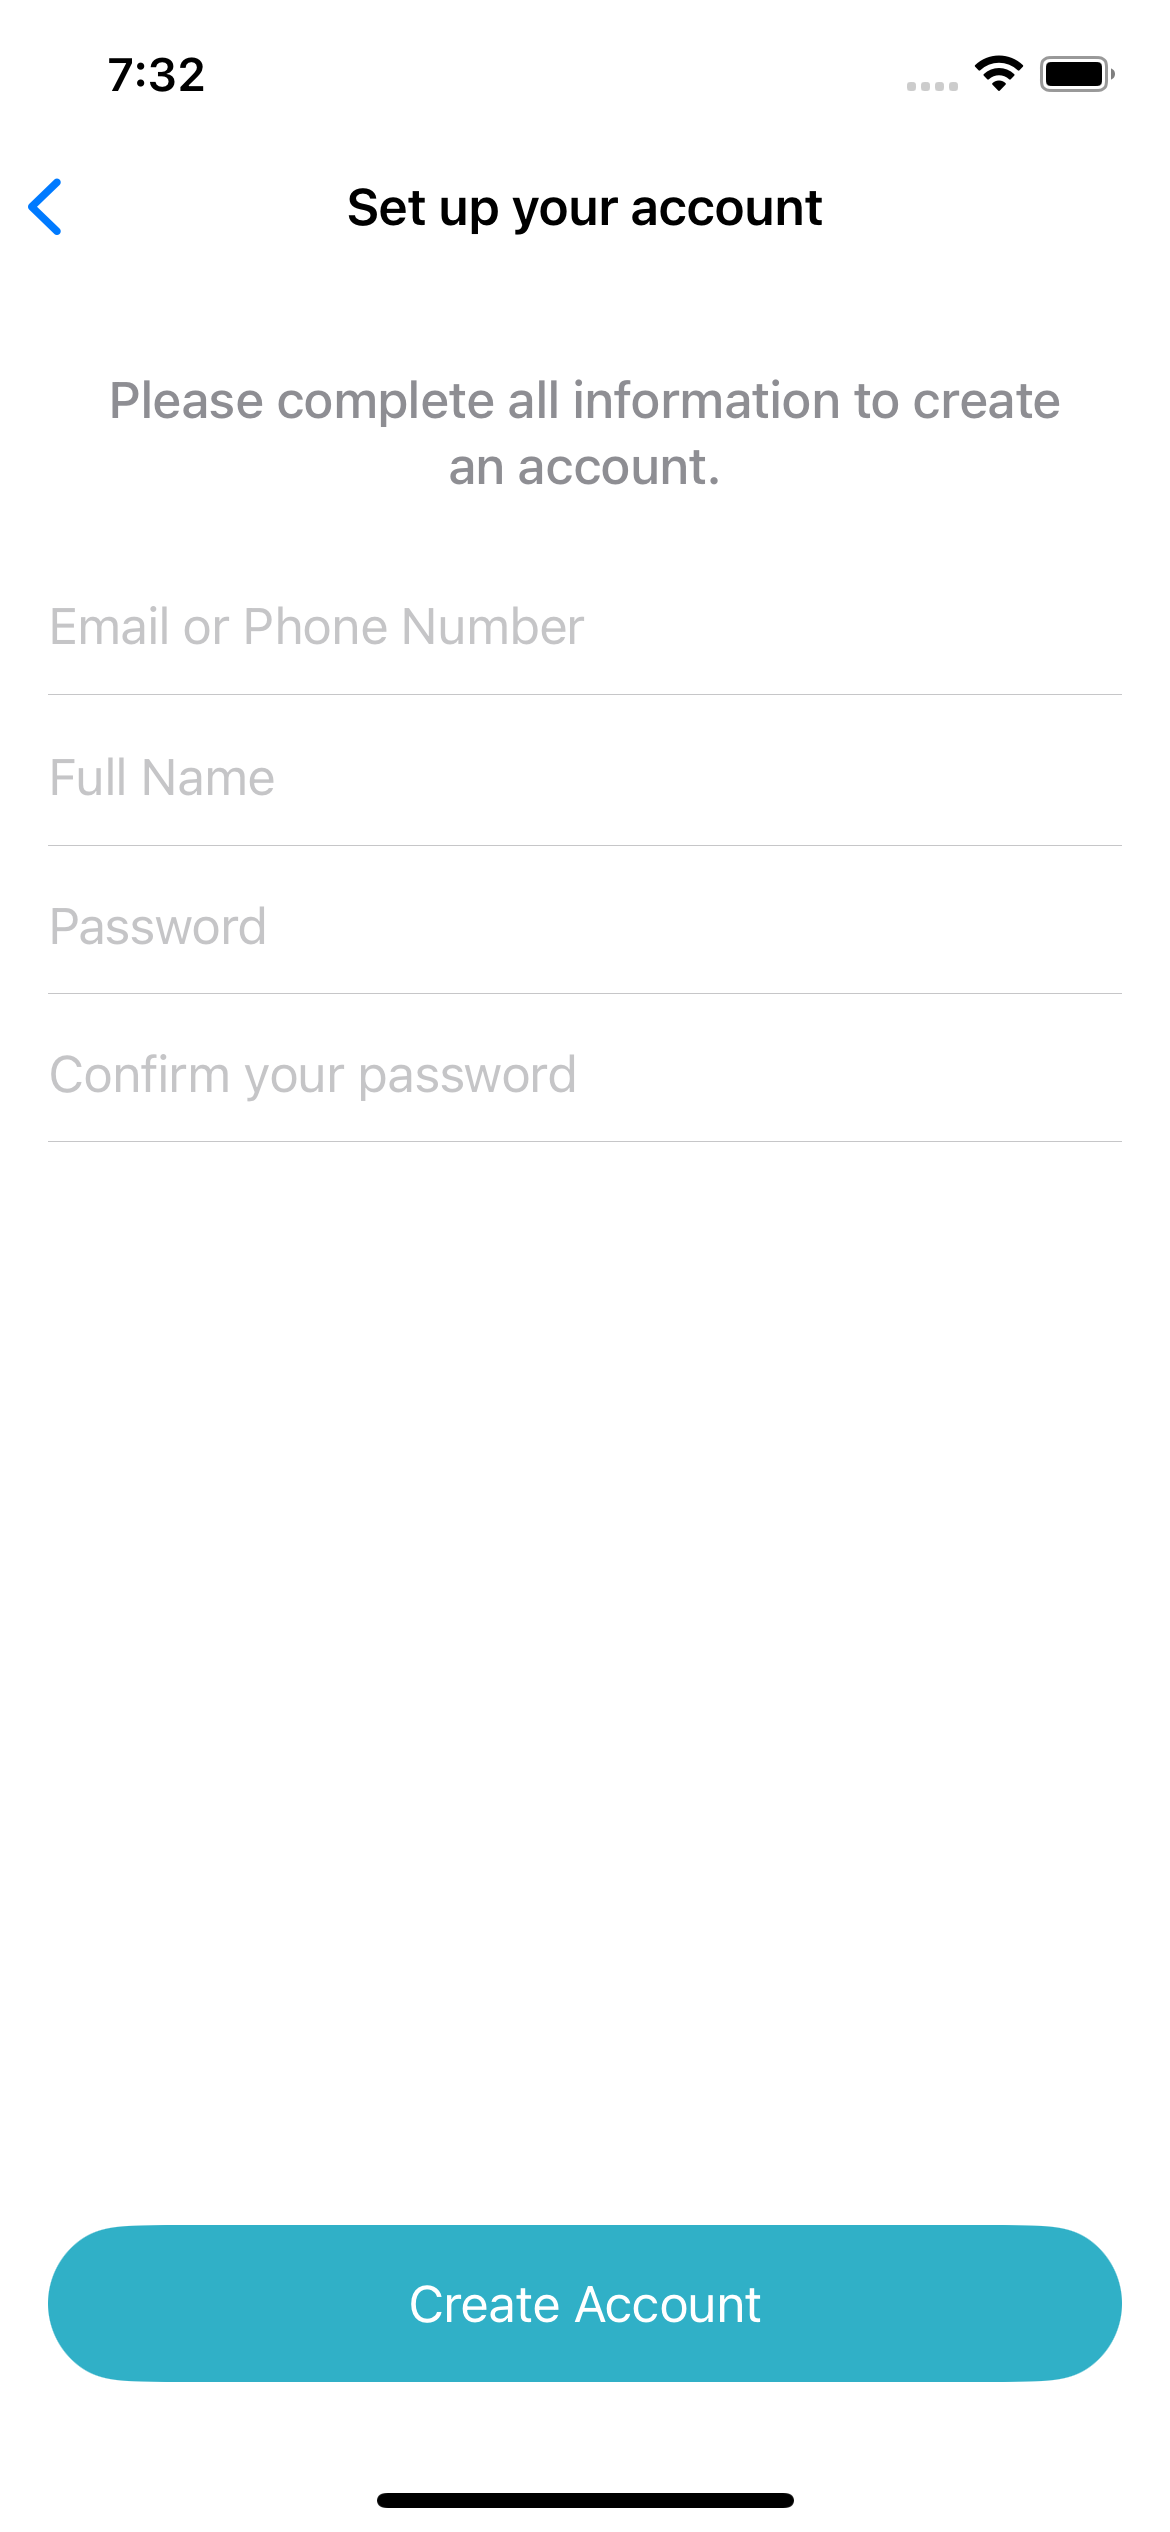 7:32
Set up your account
Please complete all information to create
an account.
Email or Phone Number
Full Name
Password
Confirm your password
Create Account